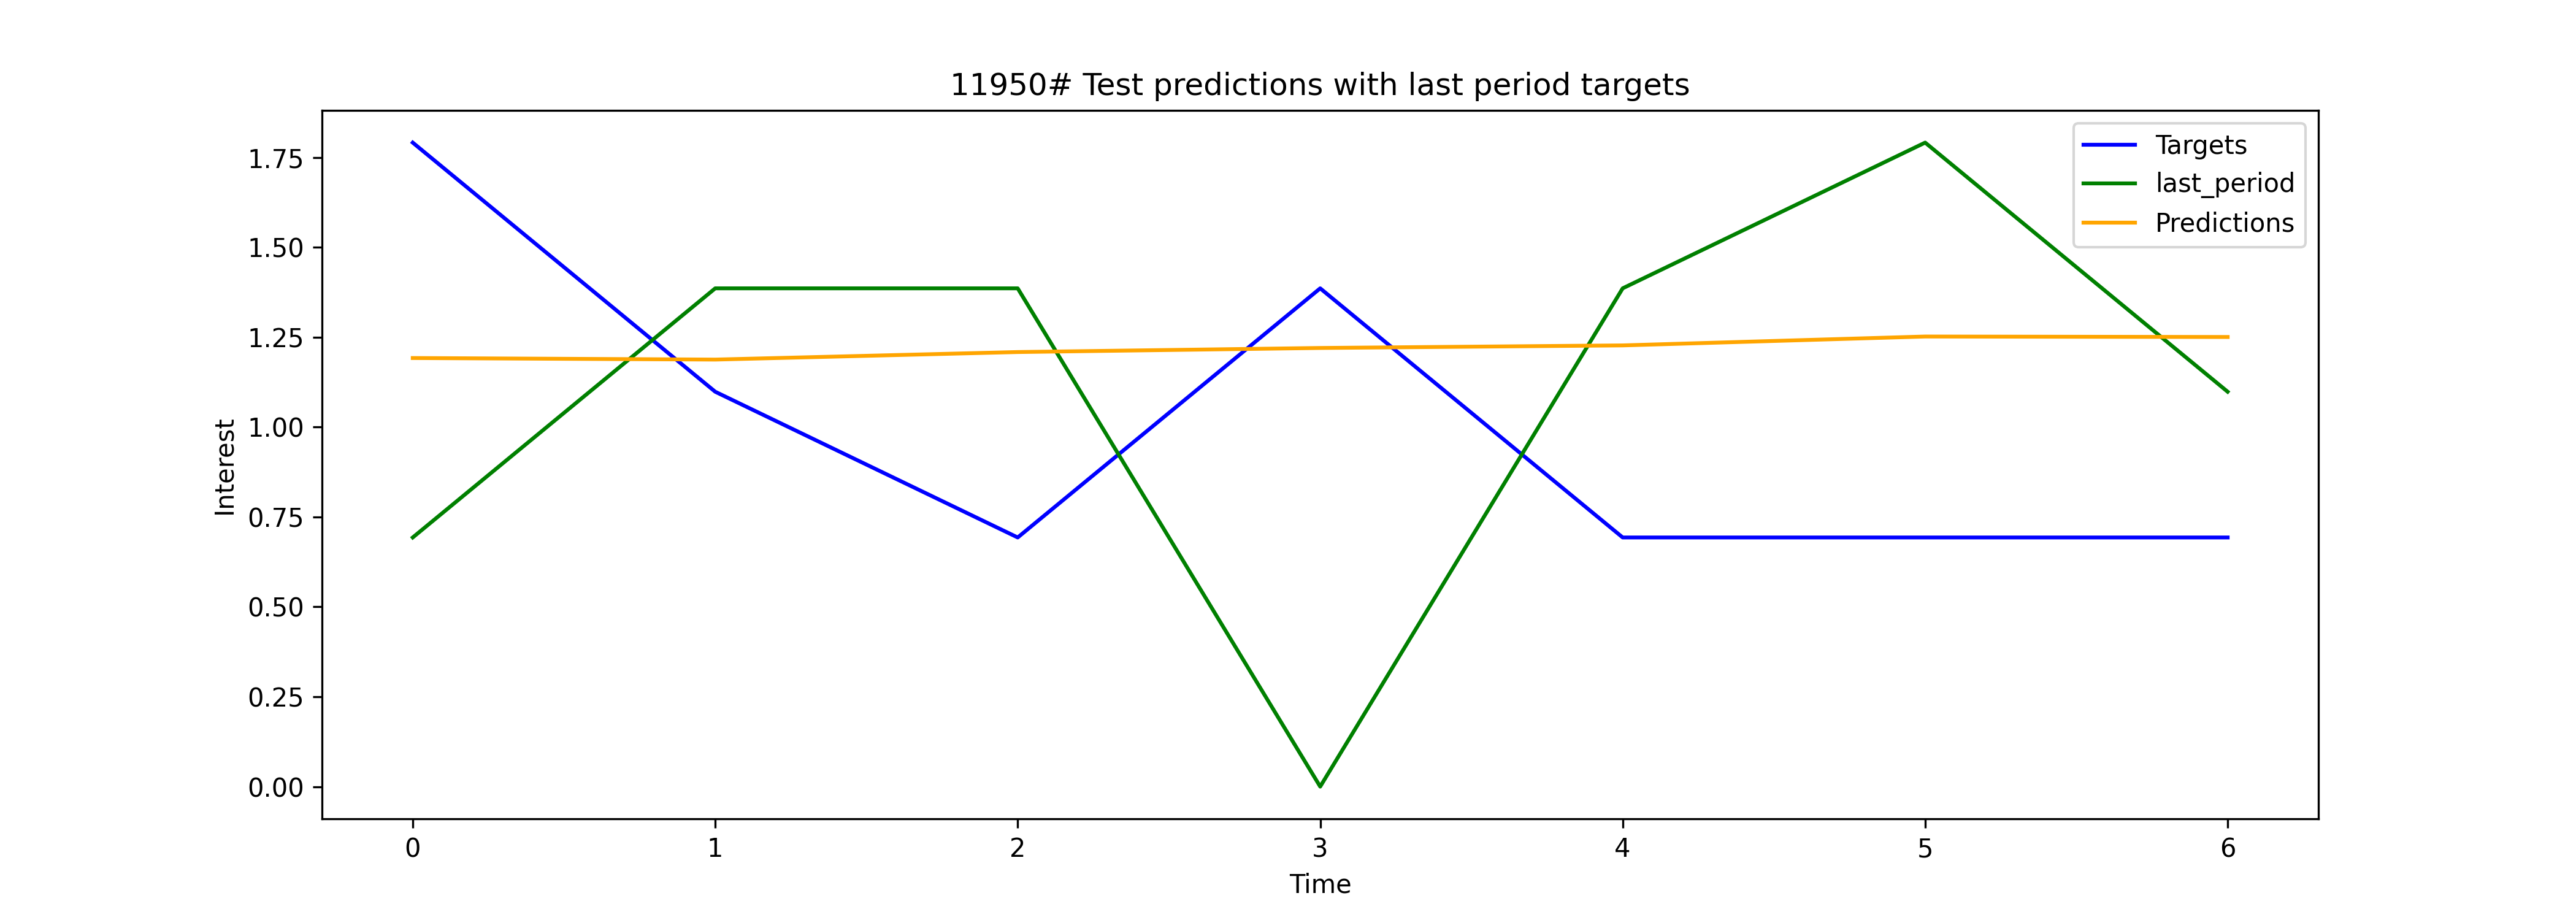 11950# Test predictions with last period targets
Targets
last_period
Predictions
1.75
1.50
1.25
1.00
0.75
0.50
0.25
0.00
Interest
0 1 2 3 4 5 6
Time